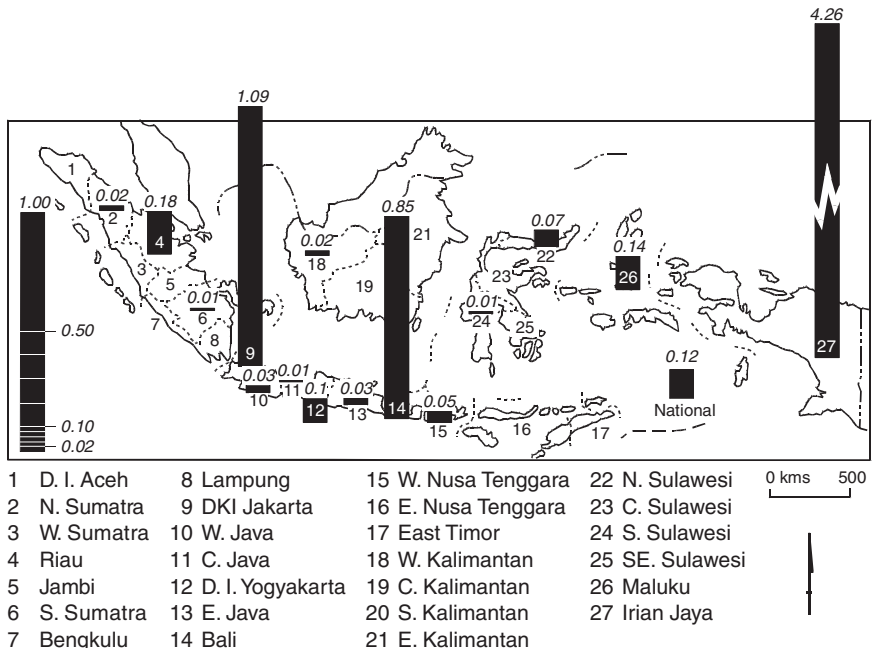 4.26
1.09
1
1.00
0.02
2
0.18
4
0.85
0.02
18
21
0.07
22
0.14
26
3
5
19
23
0.01
6
0.01
24
7
8
25
0.50
9
27
0.03
10
0.01
11
0.1
12
0.03
13
14
0.05
15
16
17
0.12
National
0.10
0.02
1 D. I. Aceh
2 N. Sumatra
3 W. Sumatra
4 Riau
5 Jambi
6 S. Sumatra
7 Bengkulu
8 Lampung
9 DKI Jakarta
10 W. Java
11 C. Java
12 D. I. Yogyakarta
13 E. Java
14 Bali
15 W. Nusa Tenggara
16 E. Nusa Tenggara
17 East Timor
18 W. Kalimantan
19 C. Kalimantan
20 S. Kalimantan
21 E. Kalimantan
22 N. Sulawesi
23 C. Sulawesi
24 S. Sulawesi
25 SE. Sulawesi
26 Maluku
27 Irian Jaya
0 kms 500